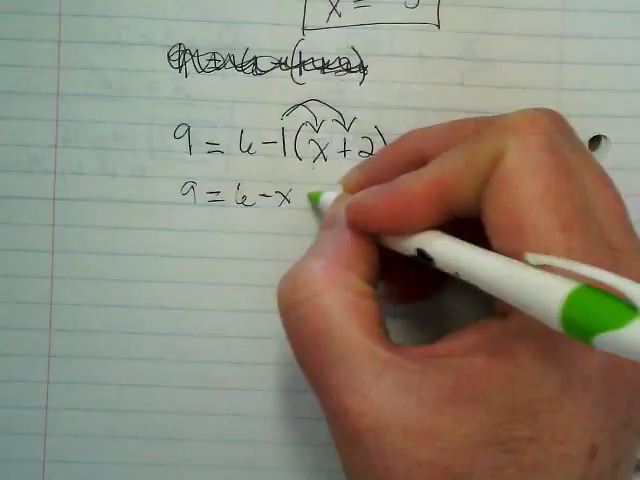 x =
9 = 6 - 1(x + 2)
9 = 6 - x